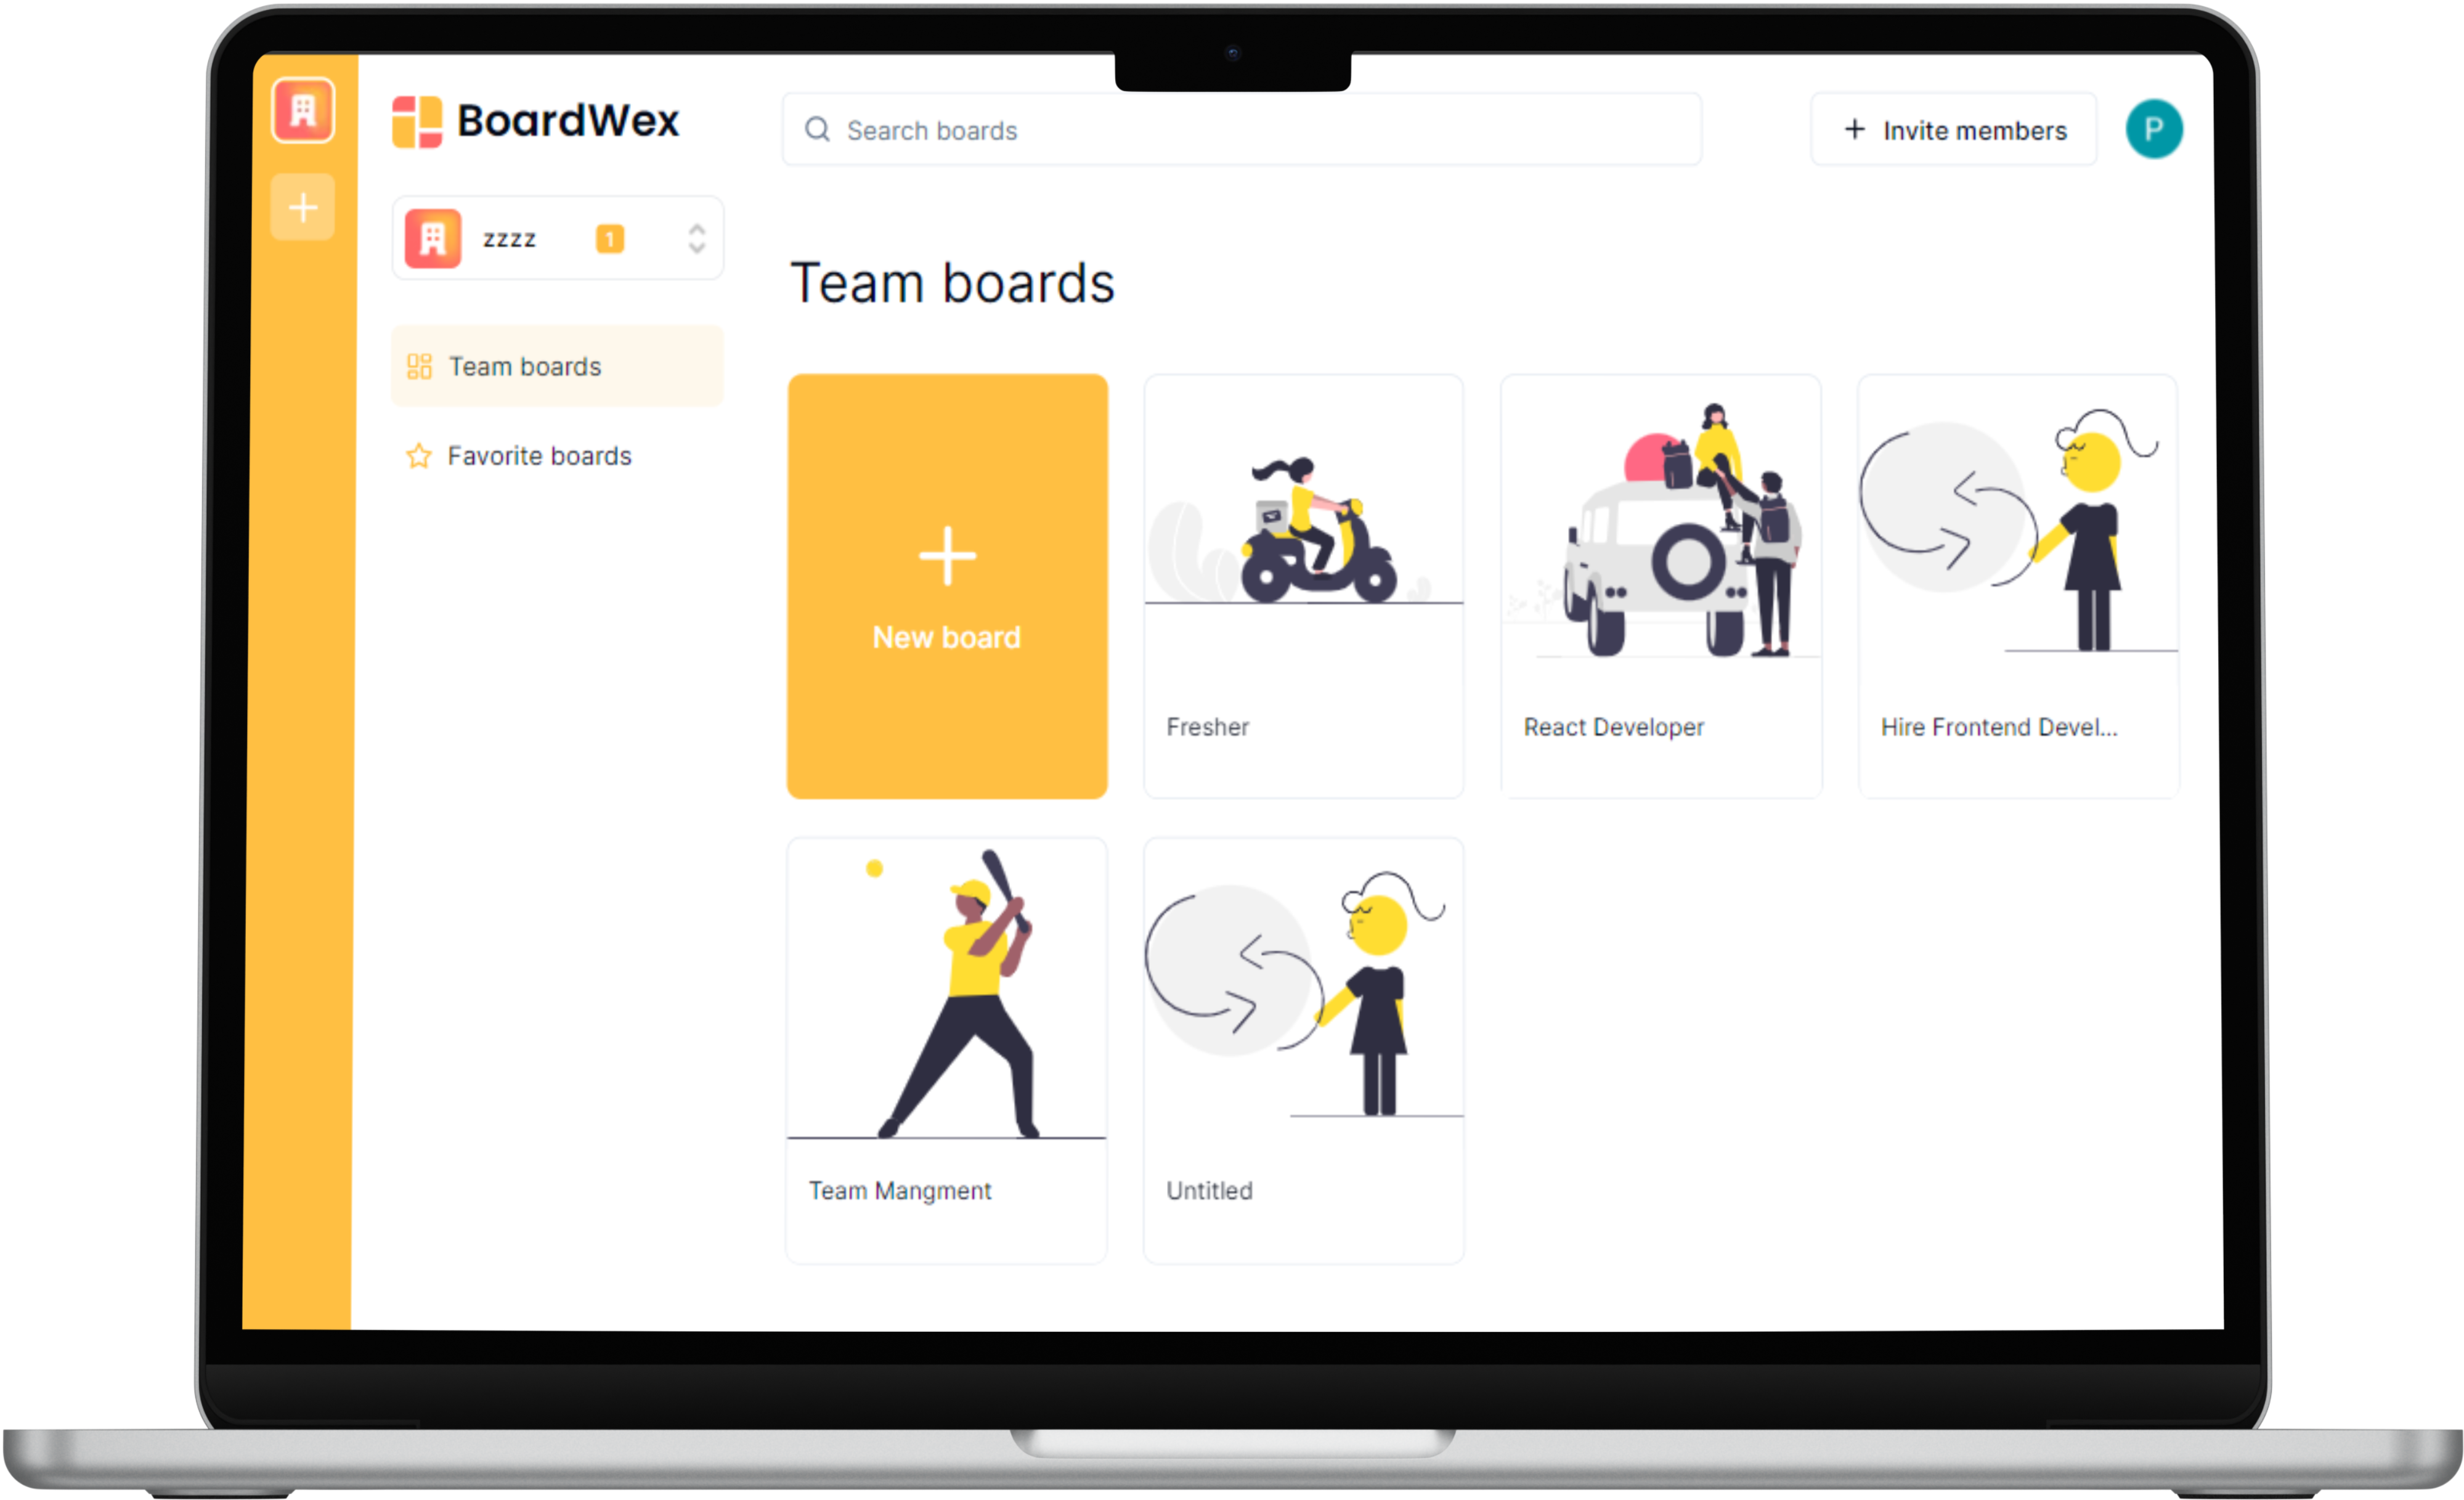 BoardWex
Search boards
+ Invite members
P
zzzz
1
Team boards
Favorite boards
Team boards
New board
Fresher
React Developer
Hire Frontend Devel...
Team Mangment
Untitled